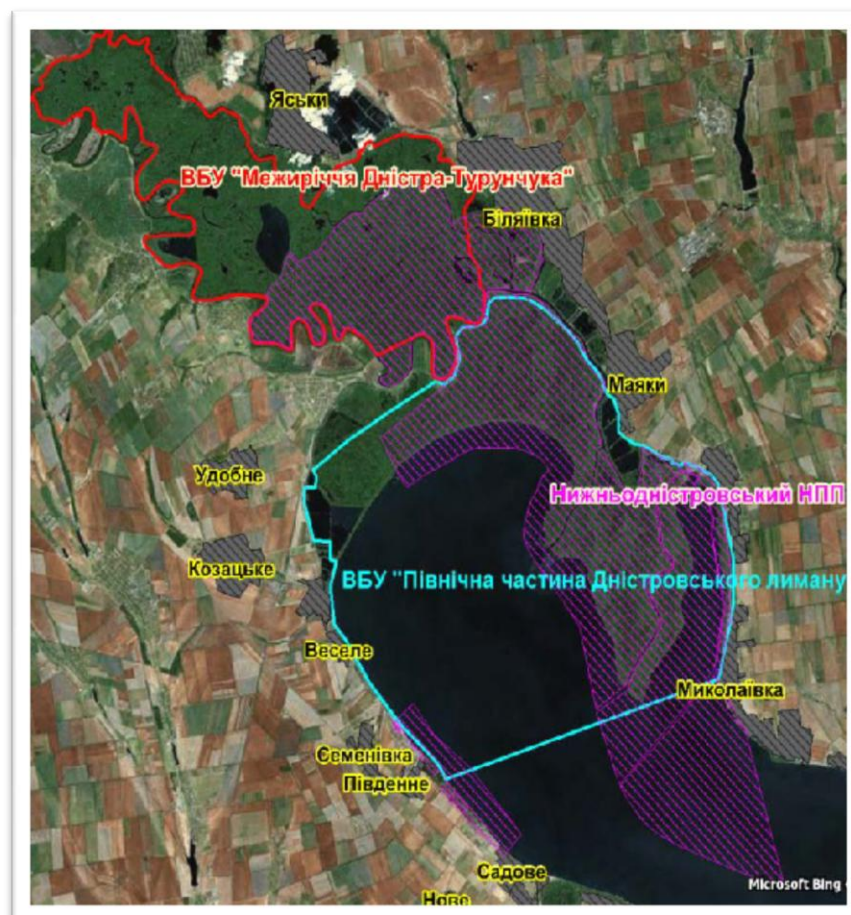 Яськи
ВБУ "Межиріччя Дністра-Турунчука"
Біляївка
Маяки
Удобне
Нижньодністровський НПП
Козацьке
ВБУ "Північна частина Дністровського лиману
Веселе
Миколаївка
Семенівка
Південне
Садове
Microsoft Bing
Ново